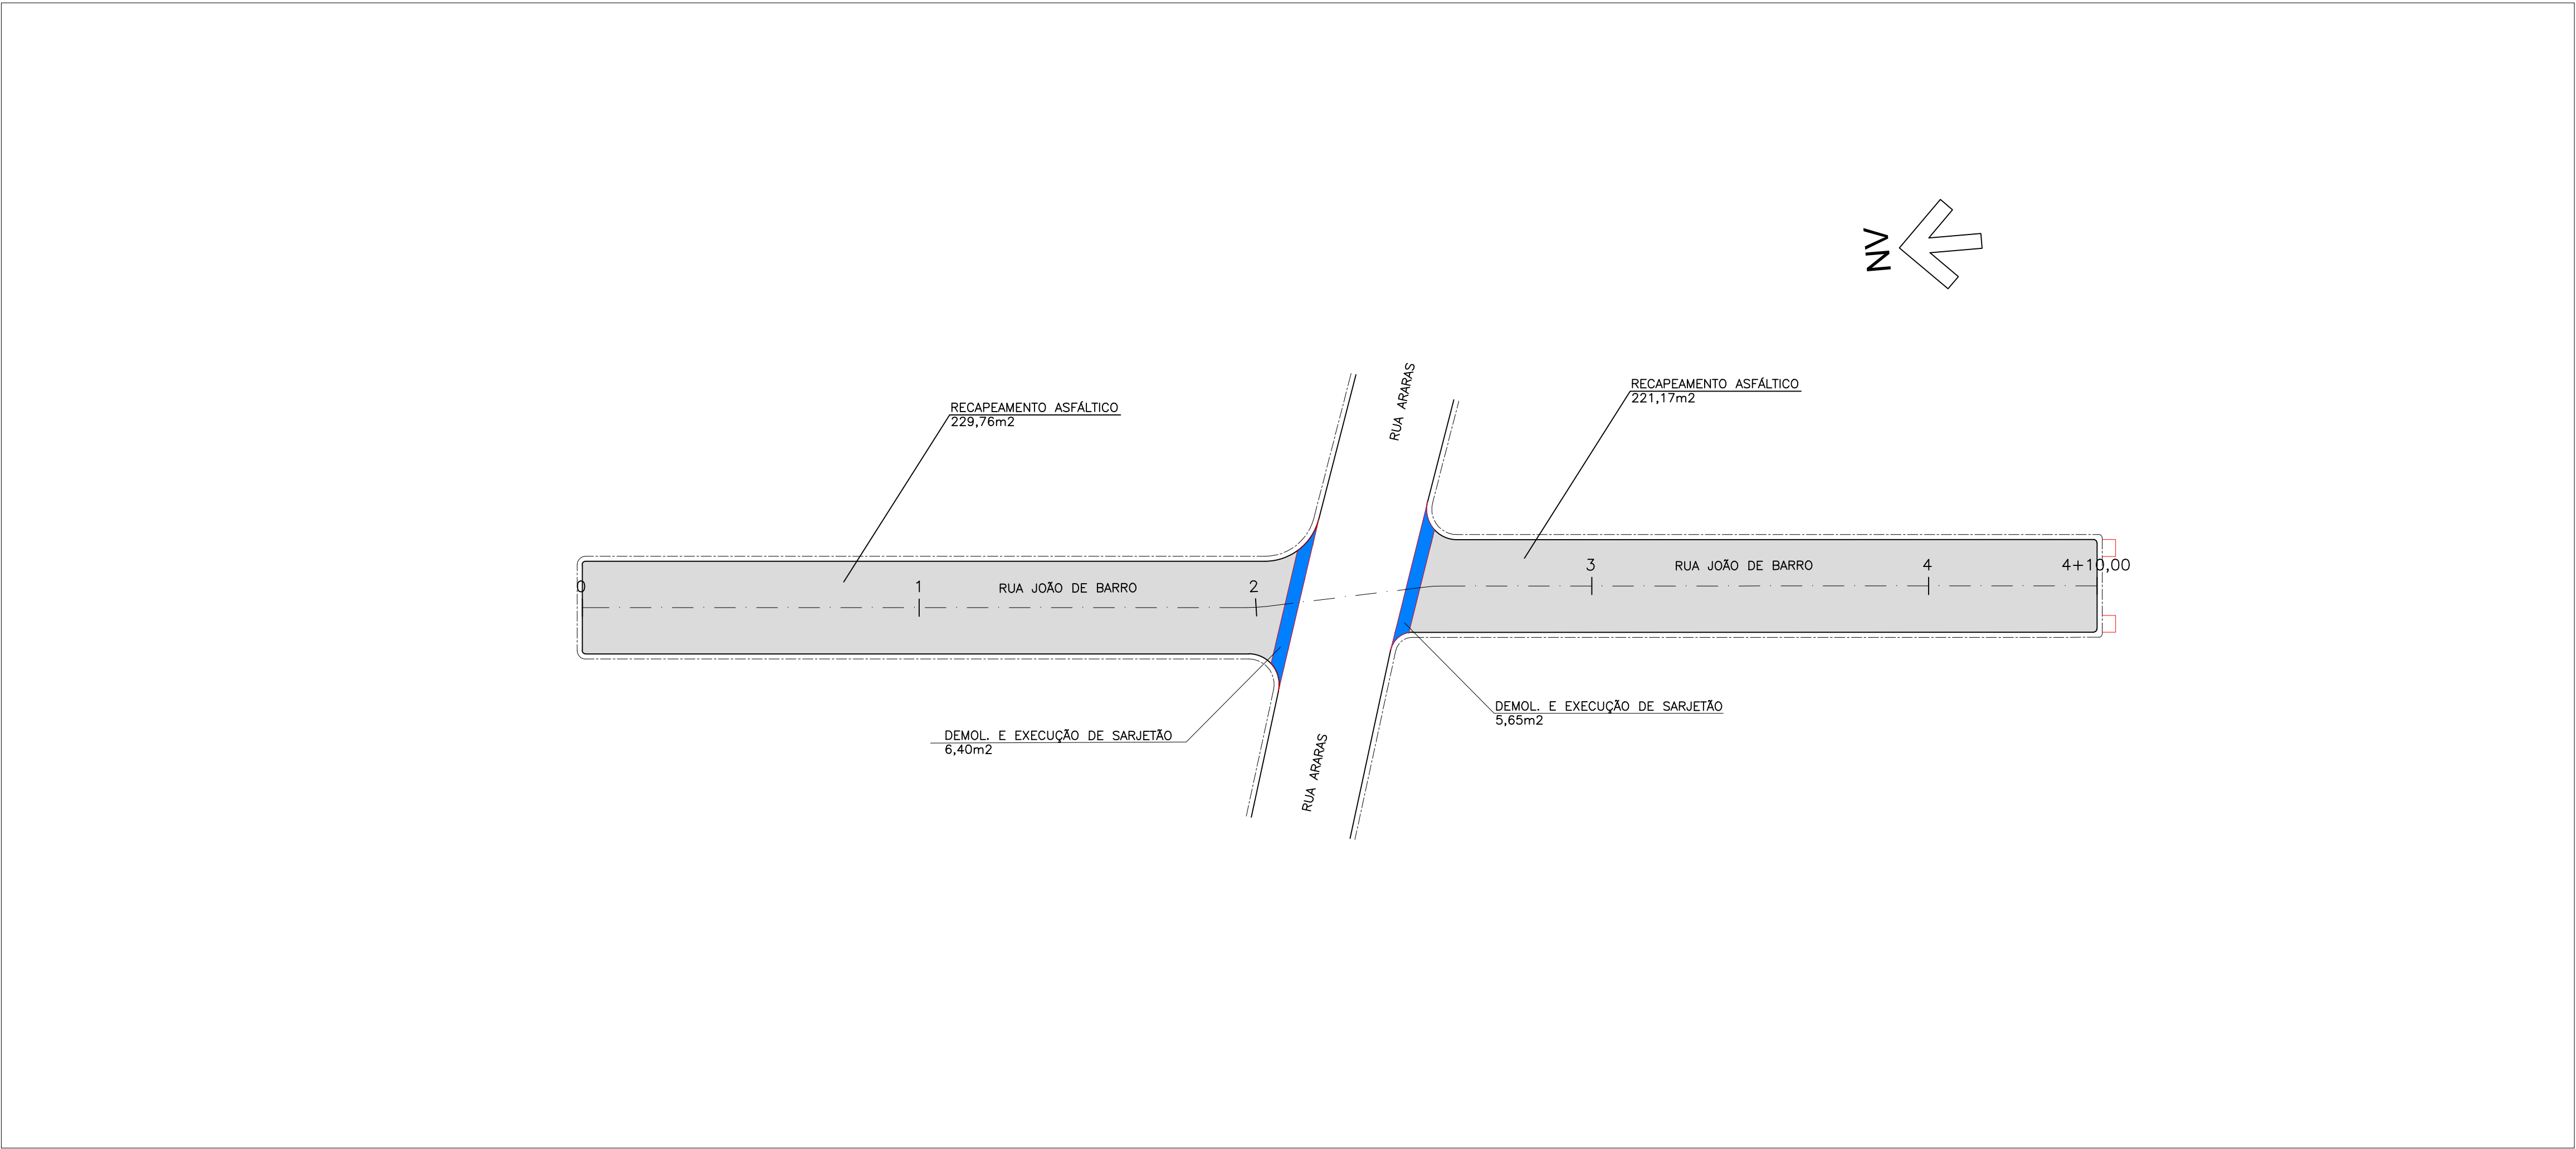 NV
RUA ARARAS
RECAPEAMENTO ASFÁLTICO
221,17m2
RECAPEAMENTO ASFÁLTICO
229,76m2
0
1
RUA JOÃO DE BARRO
2
3
RUA JOÃO DE BARRO
4
4+10,00
DEMOL. E EXECUÇÃO DE SARJETÃO
5,65m2
DEMOL. E EXECUÇÃO DE SARJETÃO
6,40m2
RUA ARARAS